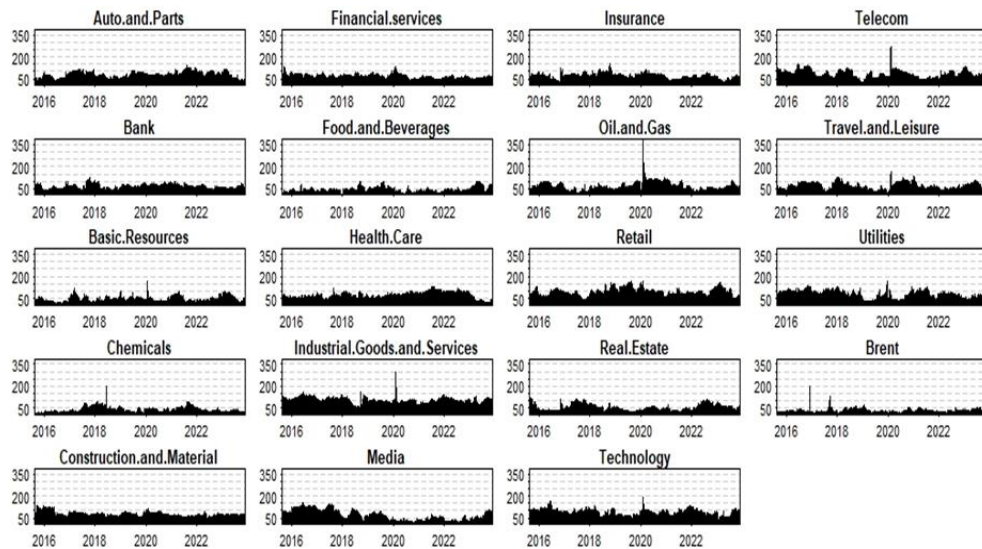 Auto.and.Parts Financial.services Insurance Telecom
350 350 350 350
200 200 200 200
50 50 50 50
2016 2018 2020 2022 2016 2018 2020 2022 2016 2018 2020 2022 2016 2018 2020 2022
Bank Food.and.Beverages Oil.and.Gas Travel.and.Leisure
350 350 350 350
200 200 200 200
50 50 50 50
2016 2018 2020 2022 2016 2018 2020 2022 2016 2018 2020 2022 2016 2018 2020 2022
Basic.Resources Health.Care Retail Utilities
350 350 350 350
200 200 200 200
50 50 50 50
2016 2018 2020 2022 2016 2018 2020 2022 2016 2018 2020 2022 2016 2018 2020 2022
Chemicals Industrial.Goods.and.Services Real.Estate Brent
350 350 350 350
200 200 200 200
50 50 50 50
2016 2018 2020 2022 2016 2018 2020 2022 2016 2018 2020 2022 2016 2018 2020 2022
Construction.and.Material Media Technology
350 350 350
200 200 200
50 50 50
2016 2018 2020 2022 2016 2018 2020 2022 2016 2018 2020 2022